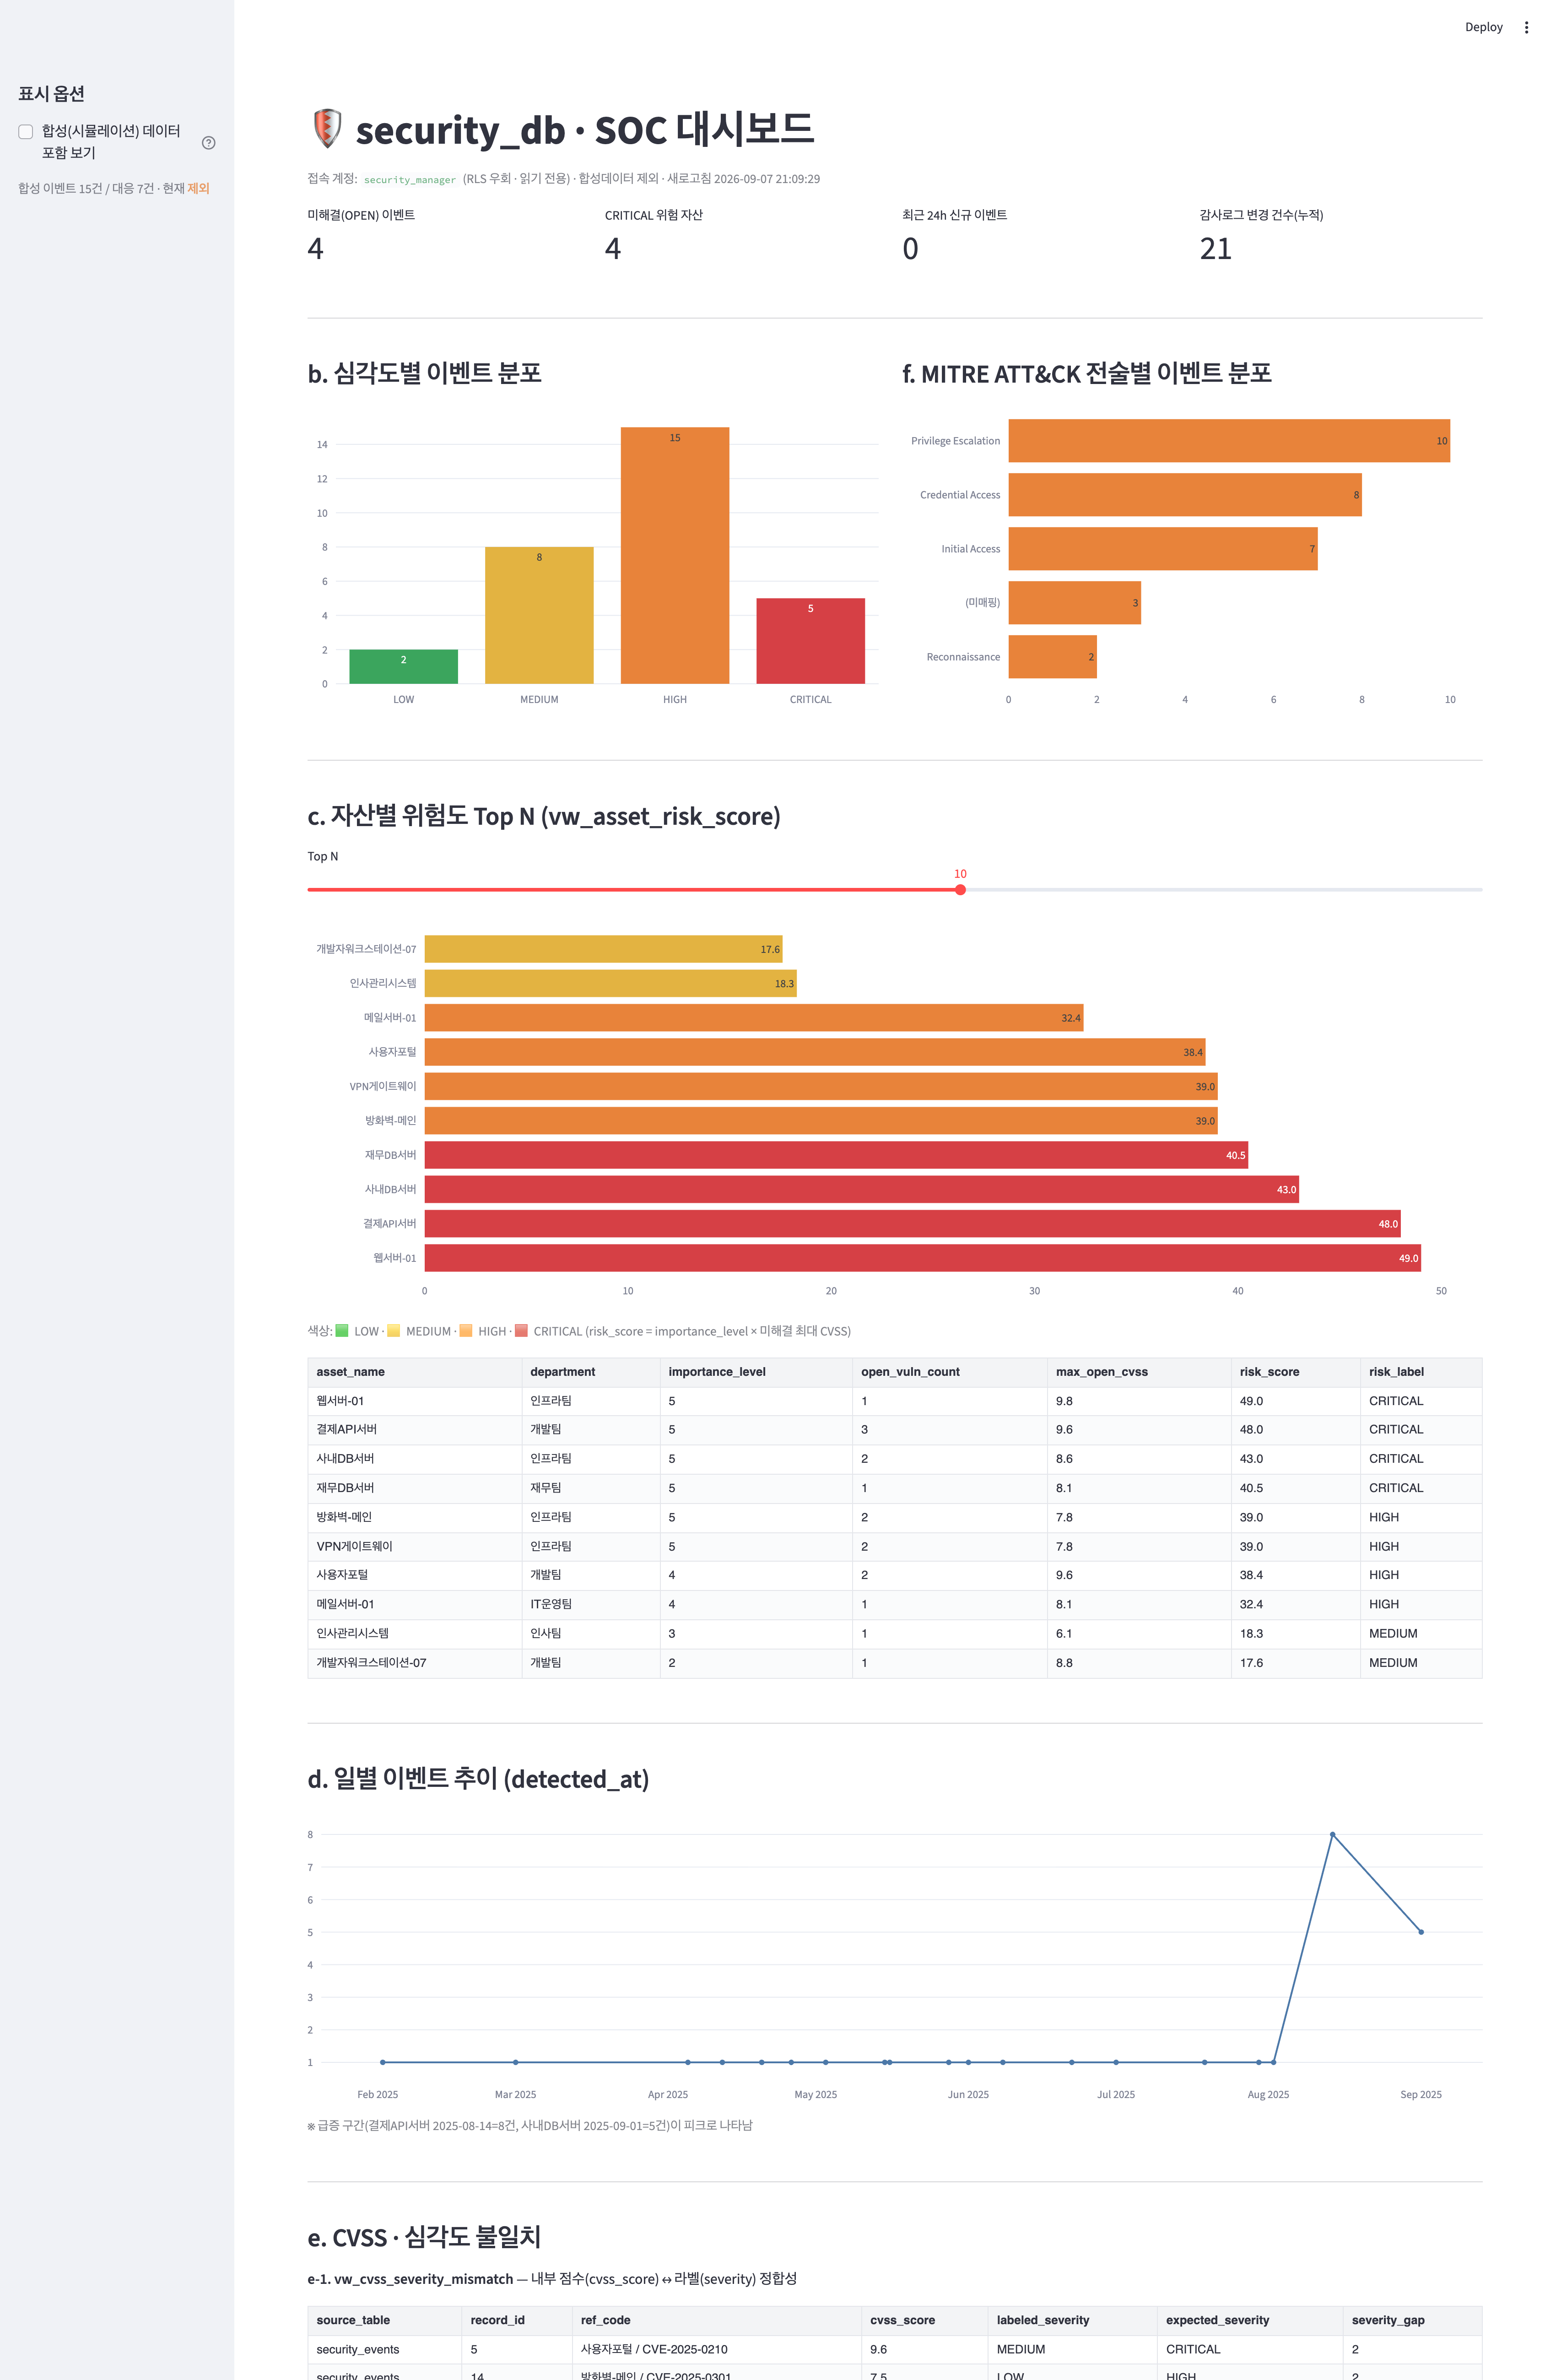 Deploy
표시 옵션
합성(시뮬레이션) 데이터
포함 보기
합성 이벤트 15건 / 대응 7건 · 현재 제외
security_db · SOC 대시보드
접속 계정: security_manager (RLS 우회 · 읽기 전용) · 합성데이터 제외 · 새로고침 2026-09-07 21:09:29
미해결(OPEN) 이벤트
4
CRITICAL 위험 자산
4
최근 24h 신규 이벤트
0
감사로그 변경 건수(누적)
21
b. 심각도별 이벤트 분포
14
12
10
8
6
4
2
0
2
8
15
5
LOW MEDIUM HIGH CRITICAL
f. MITRE ATT&CK 전술별 이벤트 분포
Privilege Escalation 10
Credential Access 8
Initial Access 7
(미매핑) 3
Reconnaissance 2
0 2 4 6 8 10
c. 자산별 위험도 Top N (vw_asset_risk_score)
Top N
10
개발자워크스테이션-07 17.6
인사관리시스템 18.3
메일서버-01 32.4
사용자포털 38.4
VPN게이트웨이 39.0
방화벽-메인 39.0
재무DB서버 40.5
사내DB서버 43.0
결제API서버 48.0
웹서버-01 49.0
0 10 20 30 40 50
색상: LOW · MEDIUM · HIGH · CRITICAL (risk_score = importance_level × 미해결 최대 CVSS)
asset_name department importance_level open_vuln_count max_open_cvss risk_score risk_label
웹서버-01 인프라팀 5 1 9.8 49.0 CRITICAL
결제API서버 개발팀 5 3 9.6 48.0 CRITICAL
사내DB서버 인프라팀 5 2 8.6 43.0 CRITICAL
재무DB서버 재무팀 5 1 8.1 40.5 CRITICAL
방화벽-메인 인프라팀 5 2 7.8 39.0 HIGH
VPN게이트웨이 인프라팀 5 2 7.8 39.0 HIGH
사용자포털 개발팀 4 2 9.6 38.4 HIGH
메일서버-01 IT운영팀 4 1 8.1 32.4 HIGH
인사관리시스템 인사팀 3 1 6.1 18.3 MEDIUM
개발자워크스테이션-07 개발팀 2 1 8.8 17.6 MEDIUM
d. 일별 이벤트 추이 (detected_at)
8
7
6
5
4
3
2
1
Feb 2025 Mar 2025 Apr 2025 May 2025 Jun 2025 Jul 2025 Aug 2025 Sep 2025
※ 급증 구간(결제API서버 2025-08-14=8건, 사내DB서버 2025-09-01=5건)이 피크로 나타남
e. CVSS · 심각도 불일치
e-1. vw_cvss_severity_mismatch — 내부 점수(cvss_score) ↔ 라벨(severity) 정합성
source_table record_id ref_code cvss_score labeled_severity expected_severity severity_gap
security_events 5 사용자포털 / CVE-2025-0210 9.6 MEDIUM CRITICAL 2
security_events 14 방화벽-메인 / CVE-2025-0301 7.5 LOW HIGH 2